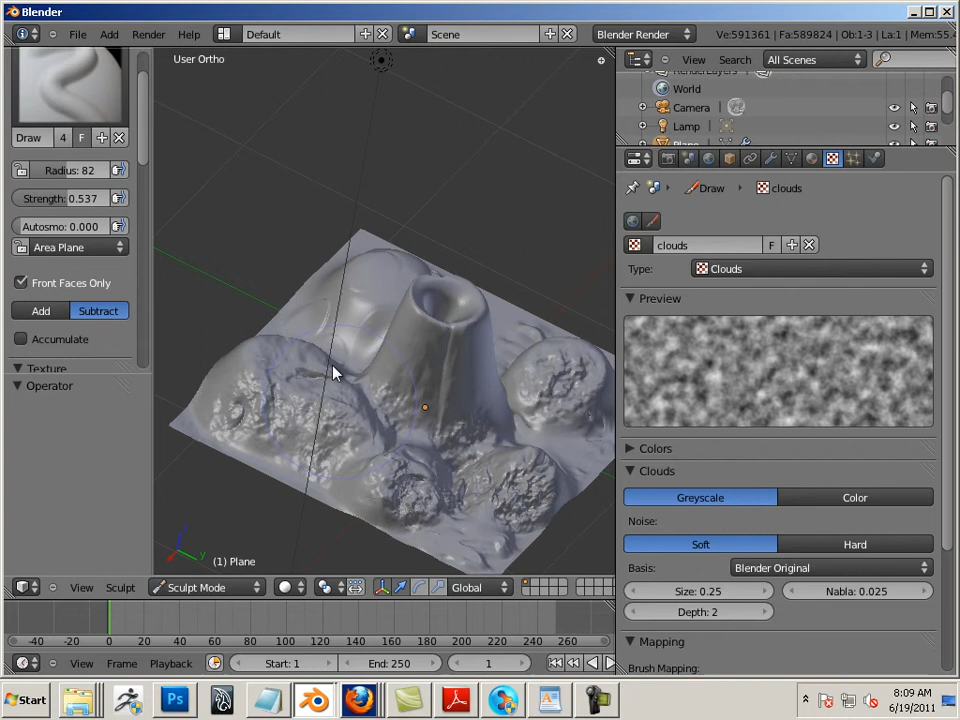 Blender
File Add Render Help Default Scene Blender Render Ve:591361 | Fa:589824 | Ob:1-3 | La:1 | Mem:55.
User Ortho
View Search All Scenes
RenderLayers
World
Camera
Lamp
Plane
Draw 4 F
Radius: 82
Strength: 0.537
Autosmo: 0.000
Area Plane
Front Faces Only
Add Subtract
Accumulate
Texture
Operator
Draw clouds
clouds F
Type: Clouds
Preview
Colors
Clouds
Greyscale Color
Noise:
Soft Hard
Basis: Blender Original
Size: 0.25 Nabla: 0.025
Depth: 2
Mapping
Brush Mapping:
z
x y
(1) Plane
View Sculpt Sculpt Mode Global
-40 -20 0 20 40 60 80 100 120 140 160 180 200 220 240 260
View Frame Playback Start: 1 End: 250 1
Start Ps 8:09 AM
6/19/2011